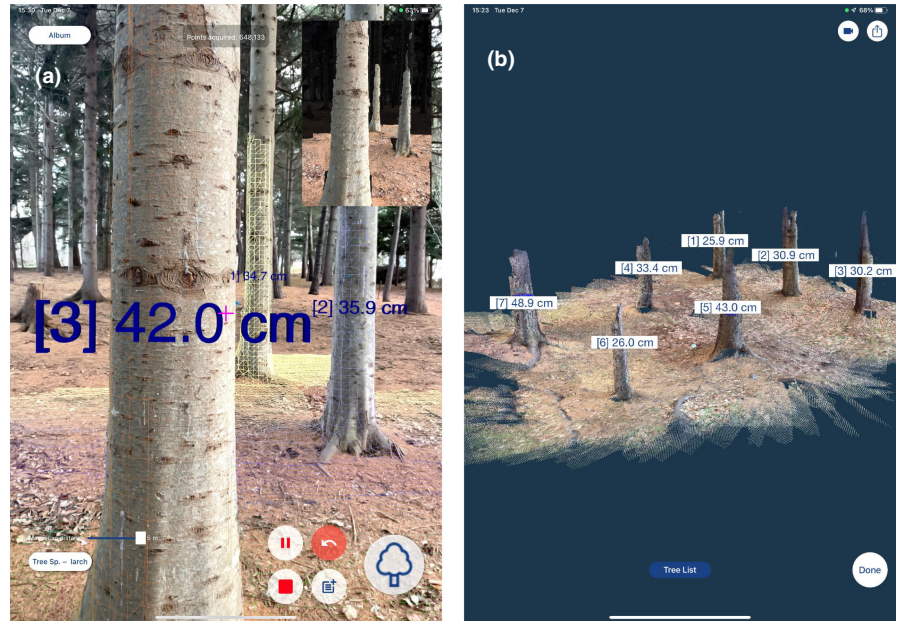 15:30 Tue Dec 7
63%
Album
Points acquired: 648,133
(a)
1] 34.7 cm
[3] 42.0 cm
[2] 35.9 cm
5 m
Tree Sp. – larch
15:23 Tue Dec 7
68%
(b)
[1] 25.9 cm
[2] 30.9 cm
[4] 33.4 cm
[3] 30.2 cm
[7] 48.9 cm
[5] 43.0 cm
[6] 26.0 cm
Tree List
Done